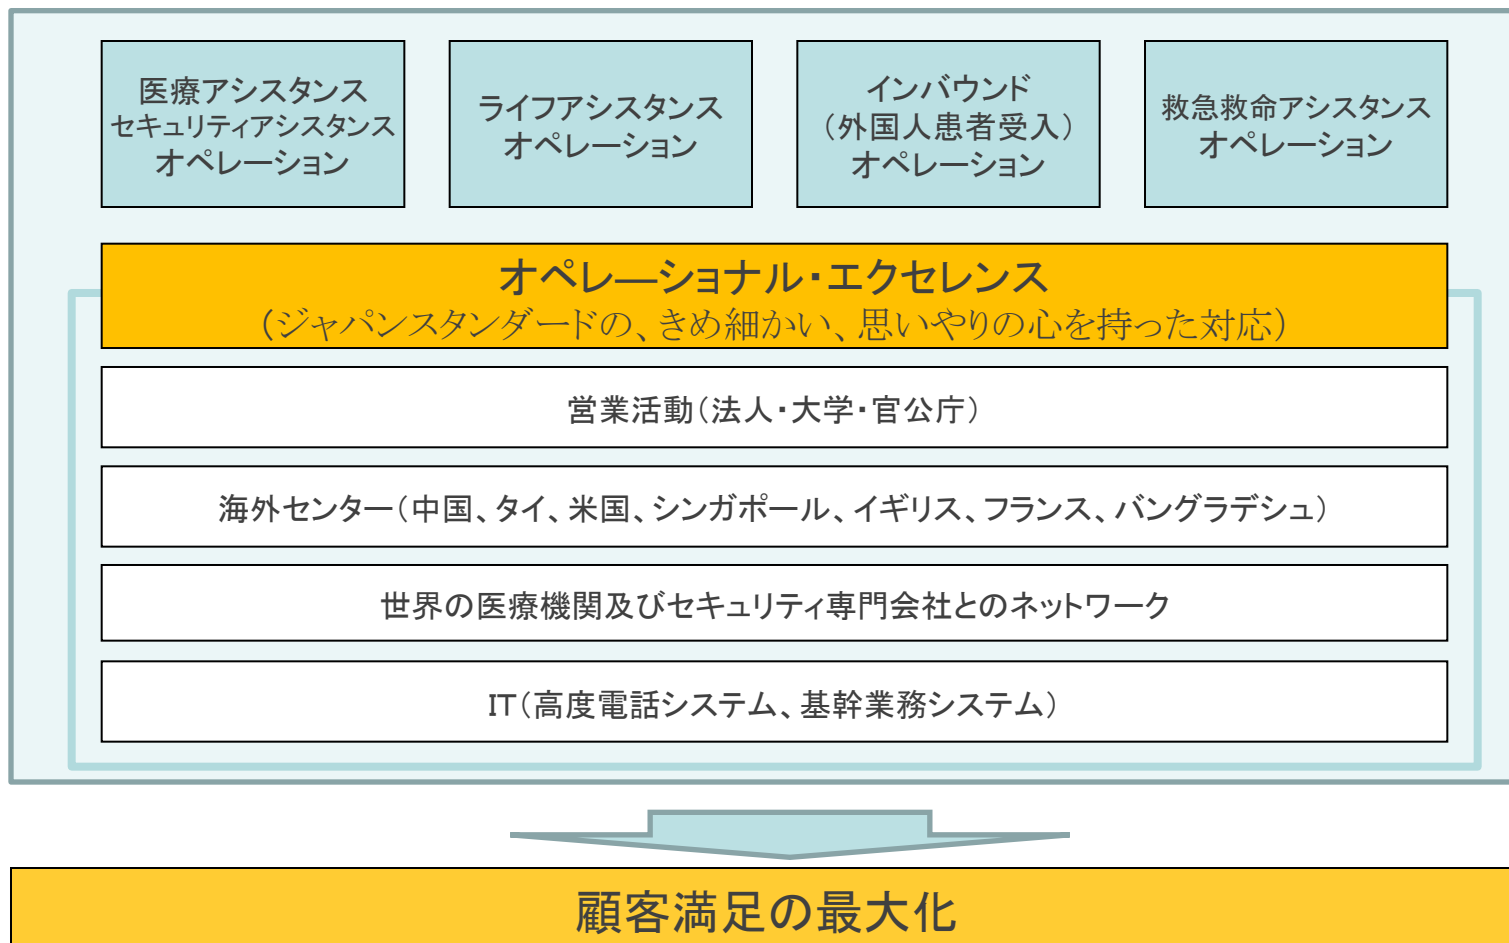 医療アシスタンス
セキュリティアシスタンス
オペレーション
ライフアシスタンス
オペレーション
インバウンド
(外国人患者受入)
オペレーション
救急救命アシスタンス
オペレーション
オペレ―ショナル・エクセレンス
(ジャパンスタンダードの、きめ細かい、思いやりの心を持った対応)
営業活動(法人・大学・官公庁)
海外センター(中国、タイ、米国、シンガポール、イギリス、フランス、バングラデシュ)
世界の医療機関及びセキュリティ専門会社とのネットワーク
IT(高度電話システム、基幹業務システム)
顧客満足の最大化